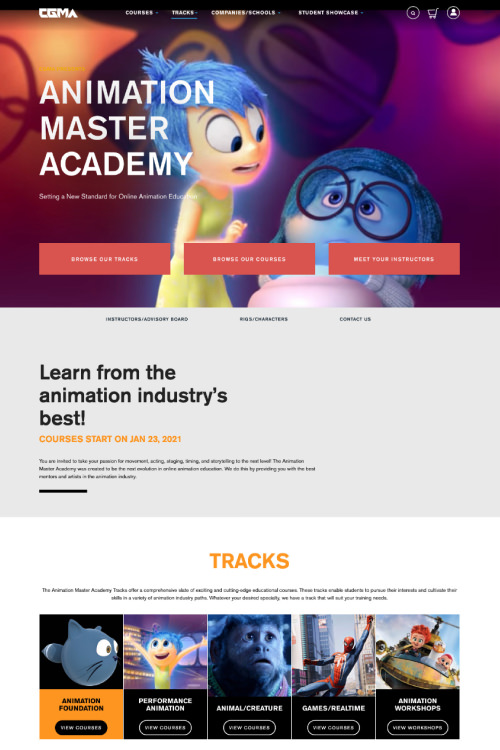 CGMA
COURSES
TRACKS
COMPANIES/SCHOOLS
STUDENT SHOWCASE
ANIMATION
MASTER
ACADEMY
Setting a New Standard for Online Animation Education
BROWSE OUR TRACKS
BROWSE OUR COURSES
MEET YOUR INSTRUCTORS
INSTRUCTORS/ADVISORY BOARD
RIGS/CHARACTERS
CONTACT US
Learn from the
animation industry's
best!
COURSES START ON JAN 23, 2021
You are invited to take your passion for movement, acting, staging, timing, and storytelling to the next level! The Animation
Master Academy was created to be the next evolution in online animation education. We do this by providing you with the best
mentors and artists in the animation industry.
TRACKS
The Animation Master Academy Tracks offer a comprehensive slate of exciting and cutting-edge educational courses. These tracks enable students to pursue their interests and cultivate their
skills in a variety of animation industry paths. Whatever your desired specialty, we have a track that will suit your training needs.
ANIMATION
FOUNDATION
VIEW COURSES
PERFORMANCE
ANIMATION
VIEW COURSES
ANIMAL/CREATURE
VIEW COURSES
GAMES/REALTIME
VIEW COURSES
ANIMATION
WORKSHOPS
VIEW WORKSHOPS